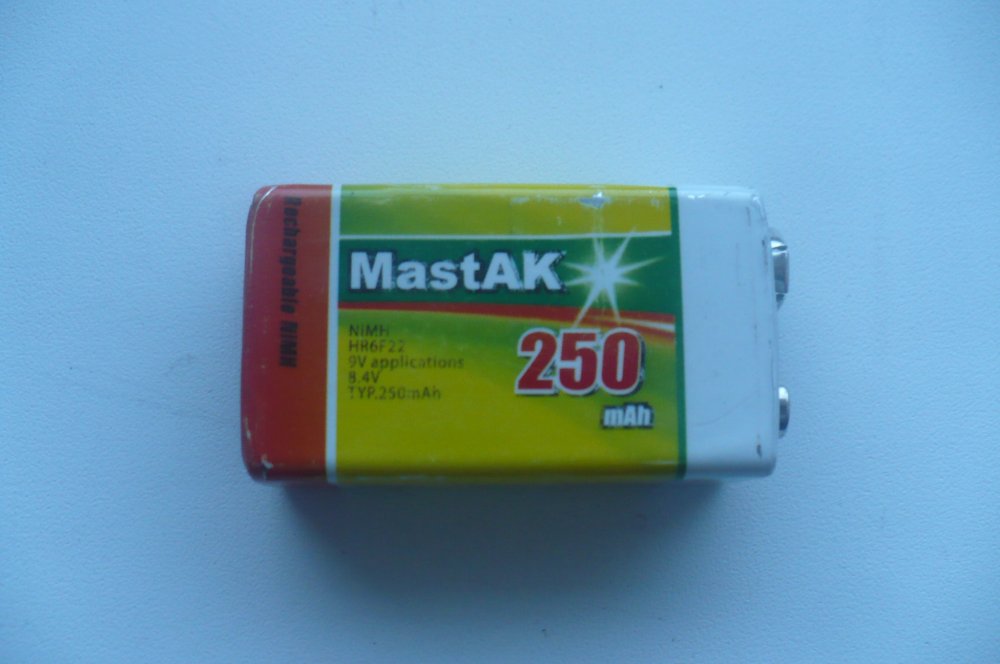 Rechargeable NiMH
MastAK
NiMH
HR6F22
9V applications
8.4V
TYP.250mAh
250
mAh